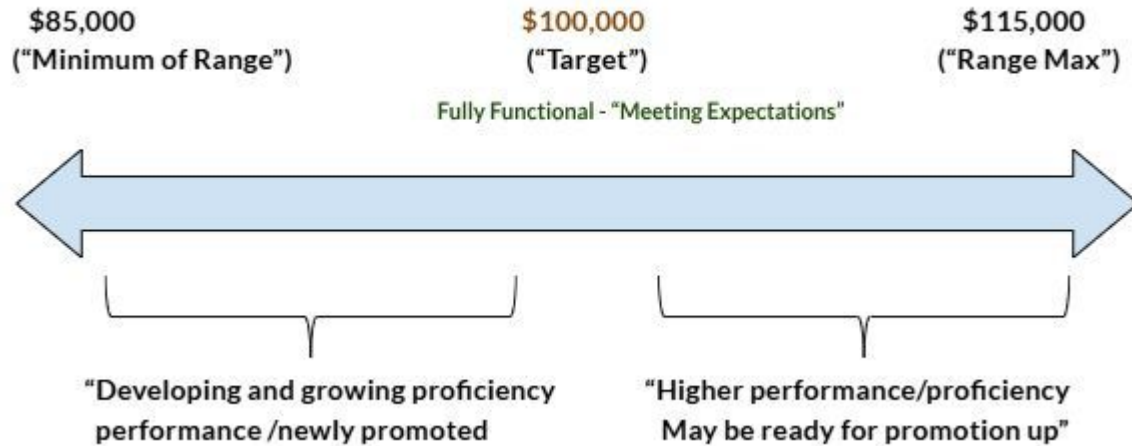 $85,000
(“Minimum of Range”)
$100,000
(“Target”)
$115,000
(“Range Max”)
Fully Functional - “Meeting Expectations”
“Developing and growing proficiency
performance /newly promoted
“Higher performance/proficiency
May be ready for promotion up”